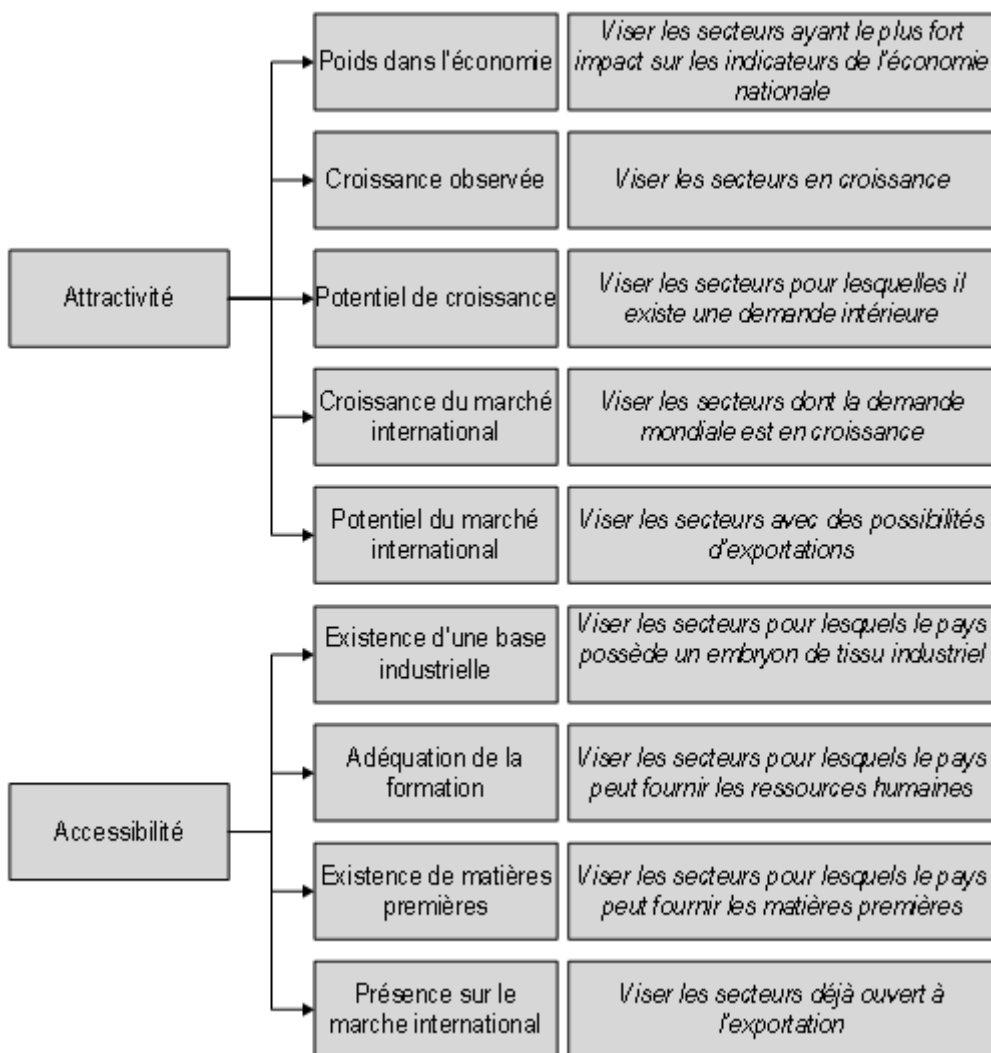 Attractivité
Poids dans l'économie
Viser les secteurs ayant le plus fort
impact sur les indicateurs de l'économie
nationale
Croissance observée
Viser les secteurs en croissance
Potentiel de croissance
Viser les secteurs pour lesquelles il
existe une demande intérieure
Croissance du marché
international
Viser les secteurs dont la demande
mondiale est en croissance
Potentiel du marché
international
Viser les secteurs avec des possibilités
d'exportations
Accessibilité
Existence d'une base
industrielle
Viser les secteurs pour lesquels le pays
possède un embryon de tissu industriel
Adéquation de la
formation
Viser les secteurs pour lesquels le pays
peut fournir les ressources humaines
Existence de matières
premières
Viser les secteurs pour lesquels le pays
peut fournir les matières premières
Présence sur le
marche international
Viser les secteurs déjà ouvert à
l'exportation